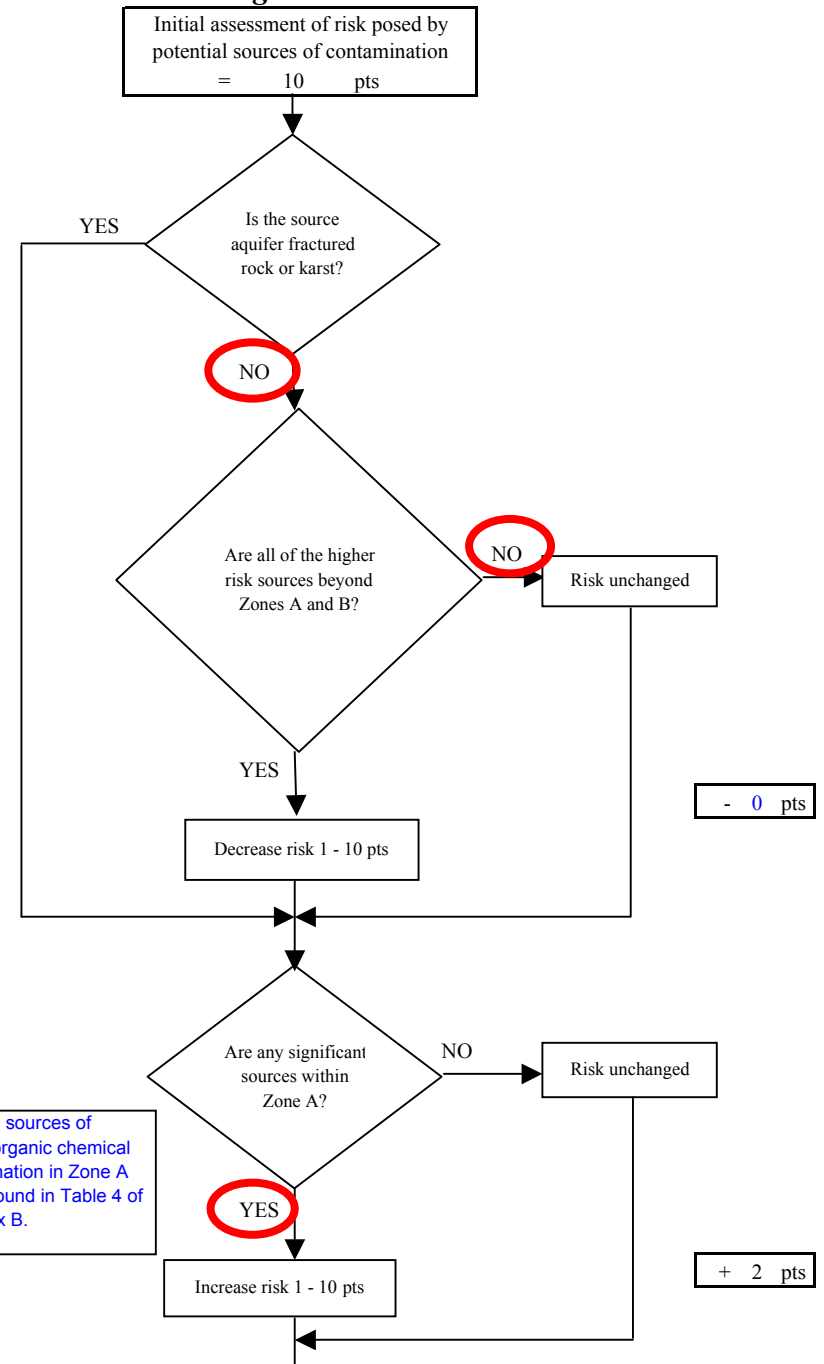 Initial assessment of risk posed by
potential sources of contamination
= 10 pts
YES
Is the source
aquifer fractured
rock or karst?
NO
Are all of the higher
risk sources beyond
Zones A and B?
NO
Risk unchanged
YES
- 0 pts
Decrease risk 1 - 10 pts
Are any significant
sources within
Zone A?
NO
Risk unchanged
sources of
organic chemical
nation in Zone A
ound in Table 4 of
x B.
YES
Increase risk 1 - 10 pts
+ 2 pts